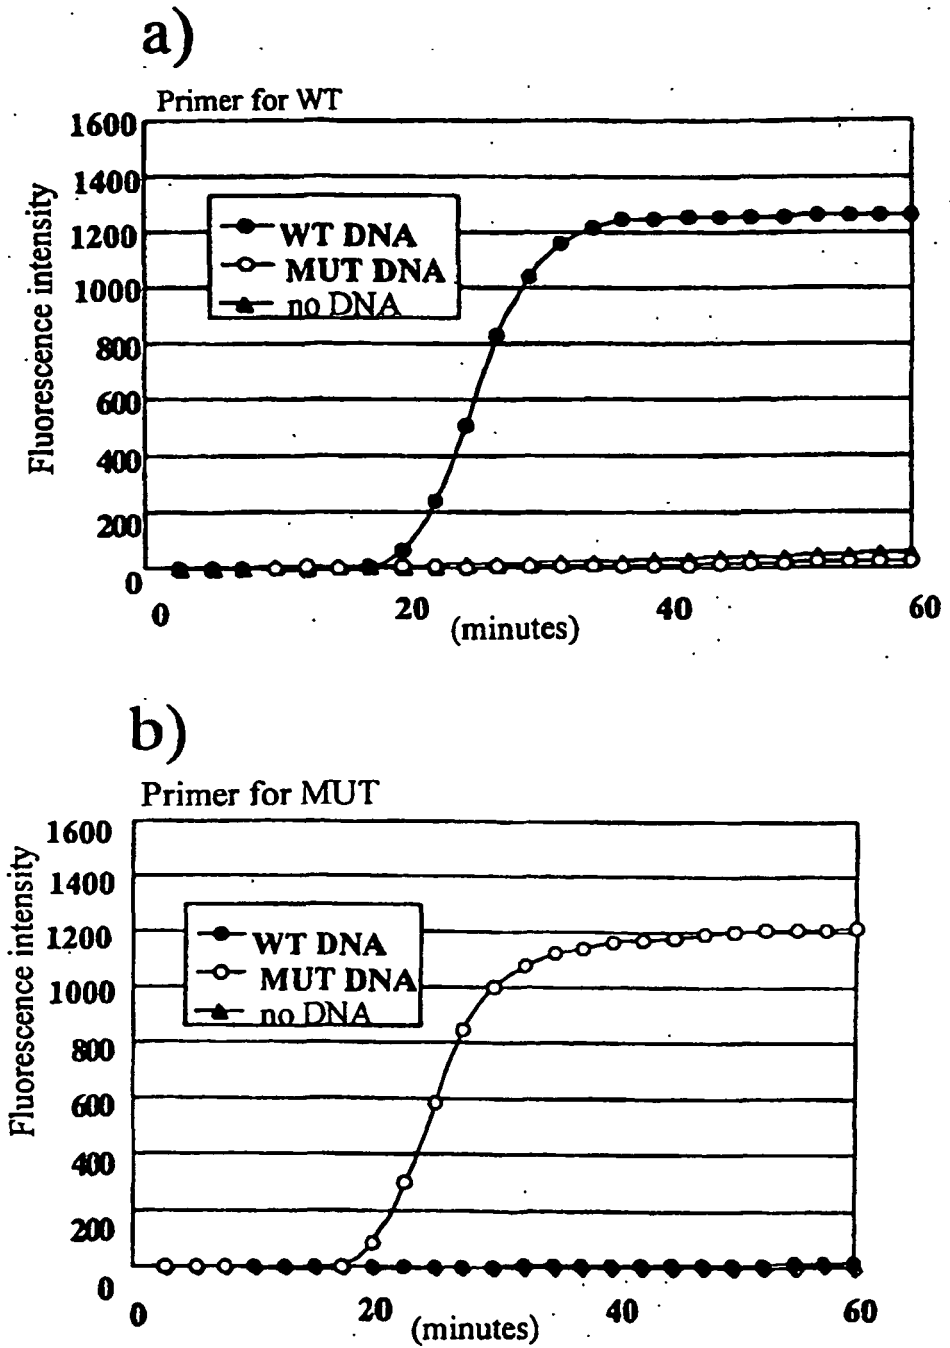 a)
Primer for WT
1600
1400
1200
1000
800
600
400
200
0
Fluorescence intensity
WT DNA
MUT DNA
no DNA
0 20 40 60
(minutes)
b)
Primer for MUT
1600
1400
1200
1000
800
600
400
200
0
Fluorescence intensity
WT DNA
MUT DNA
no DNA
0 20 40 60
(minutes)